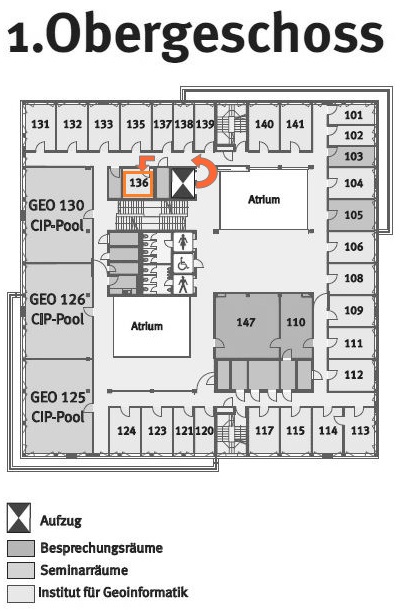 1.Obergeschoss
131 132 133 135 137 138 139 140 141
101
102
103
136
104
GEO 130
CIP-Pool
Atrium
105
106
GEO 126
CIP-Pool
108
Atrium
147 110
109
111
112
GEO 125
CIP-Pool
124 123 121 120 117 115 114 113
Aufzug
Besprechungsräume
Seminarräume
Institut für Geoinformatik